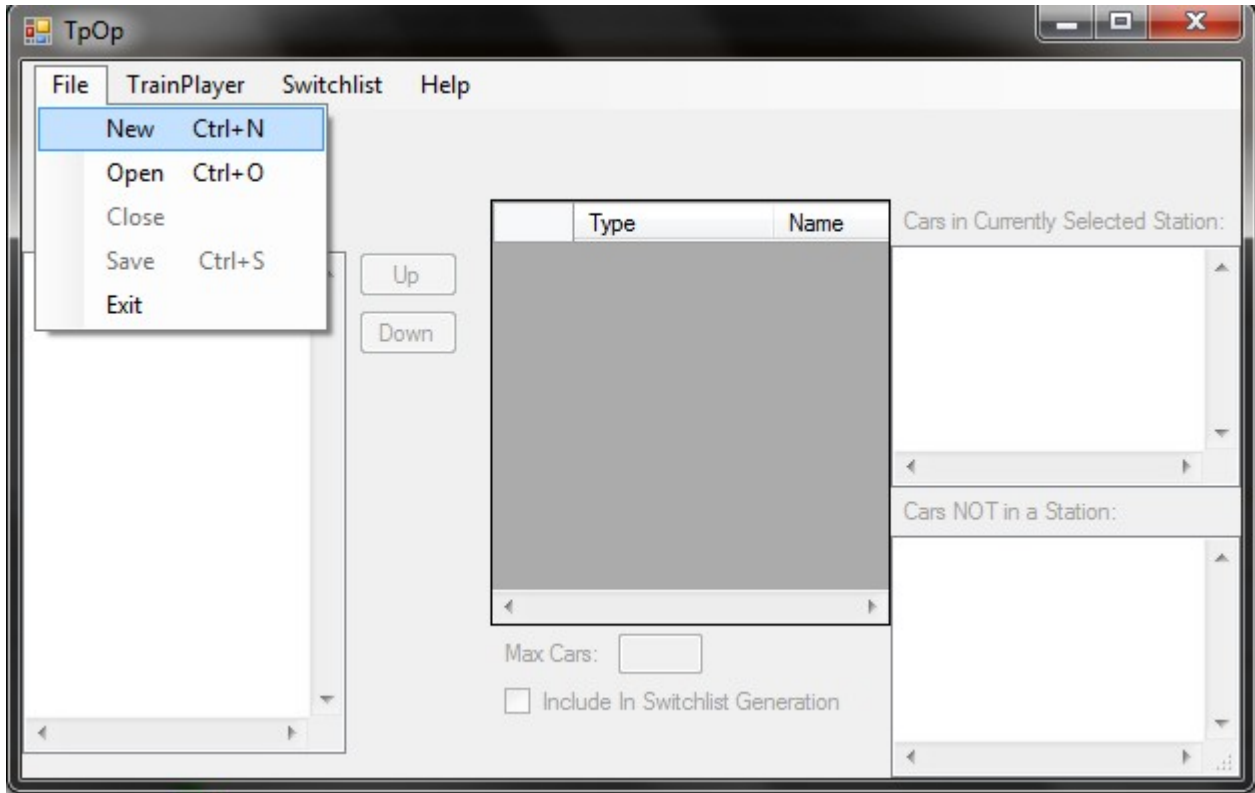 TpOp
File TrainPlayer Switchlist Help
New Ctrl+N
Open Ctrl+O
Close
Save Ctrl+S
Exit
Up
Down
Type Name
Max Cars:
Include In Switchlist Generation
Cars in Currently Selected Station:
Cars NOT in a Station: